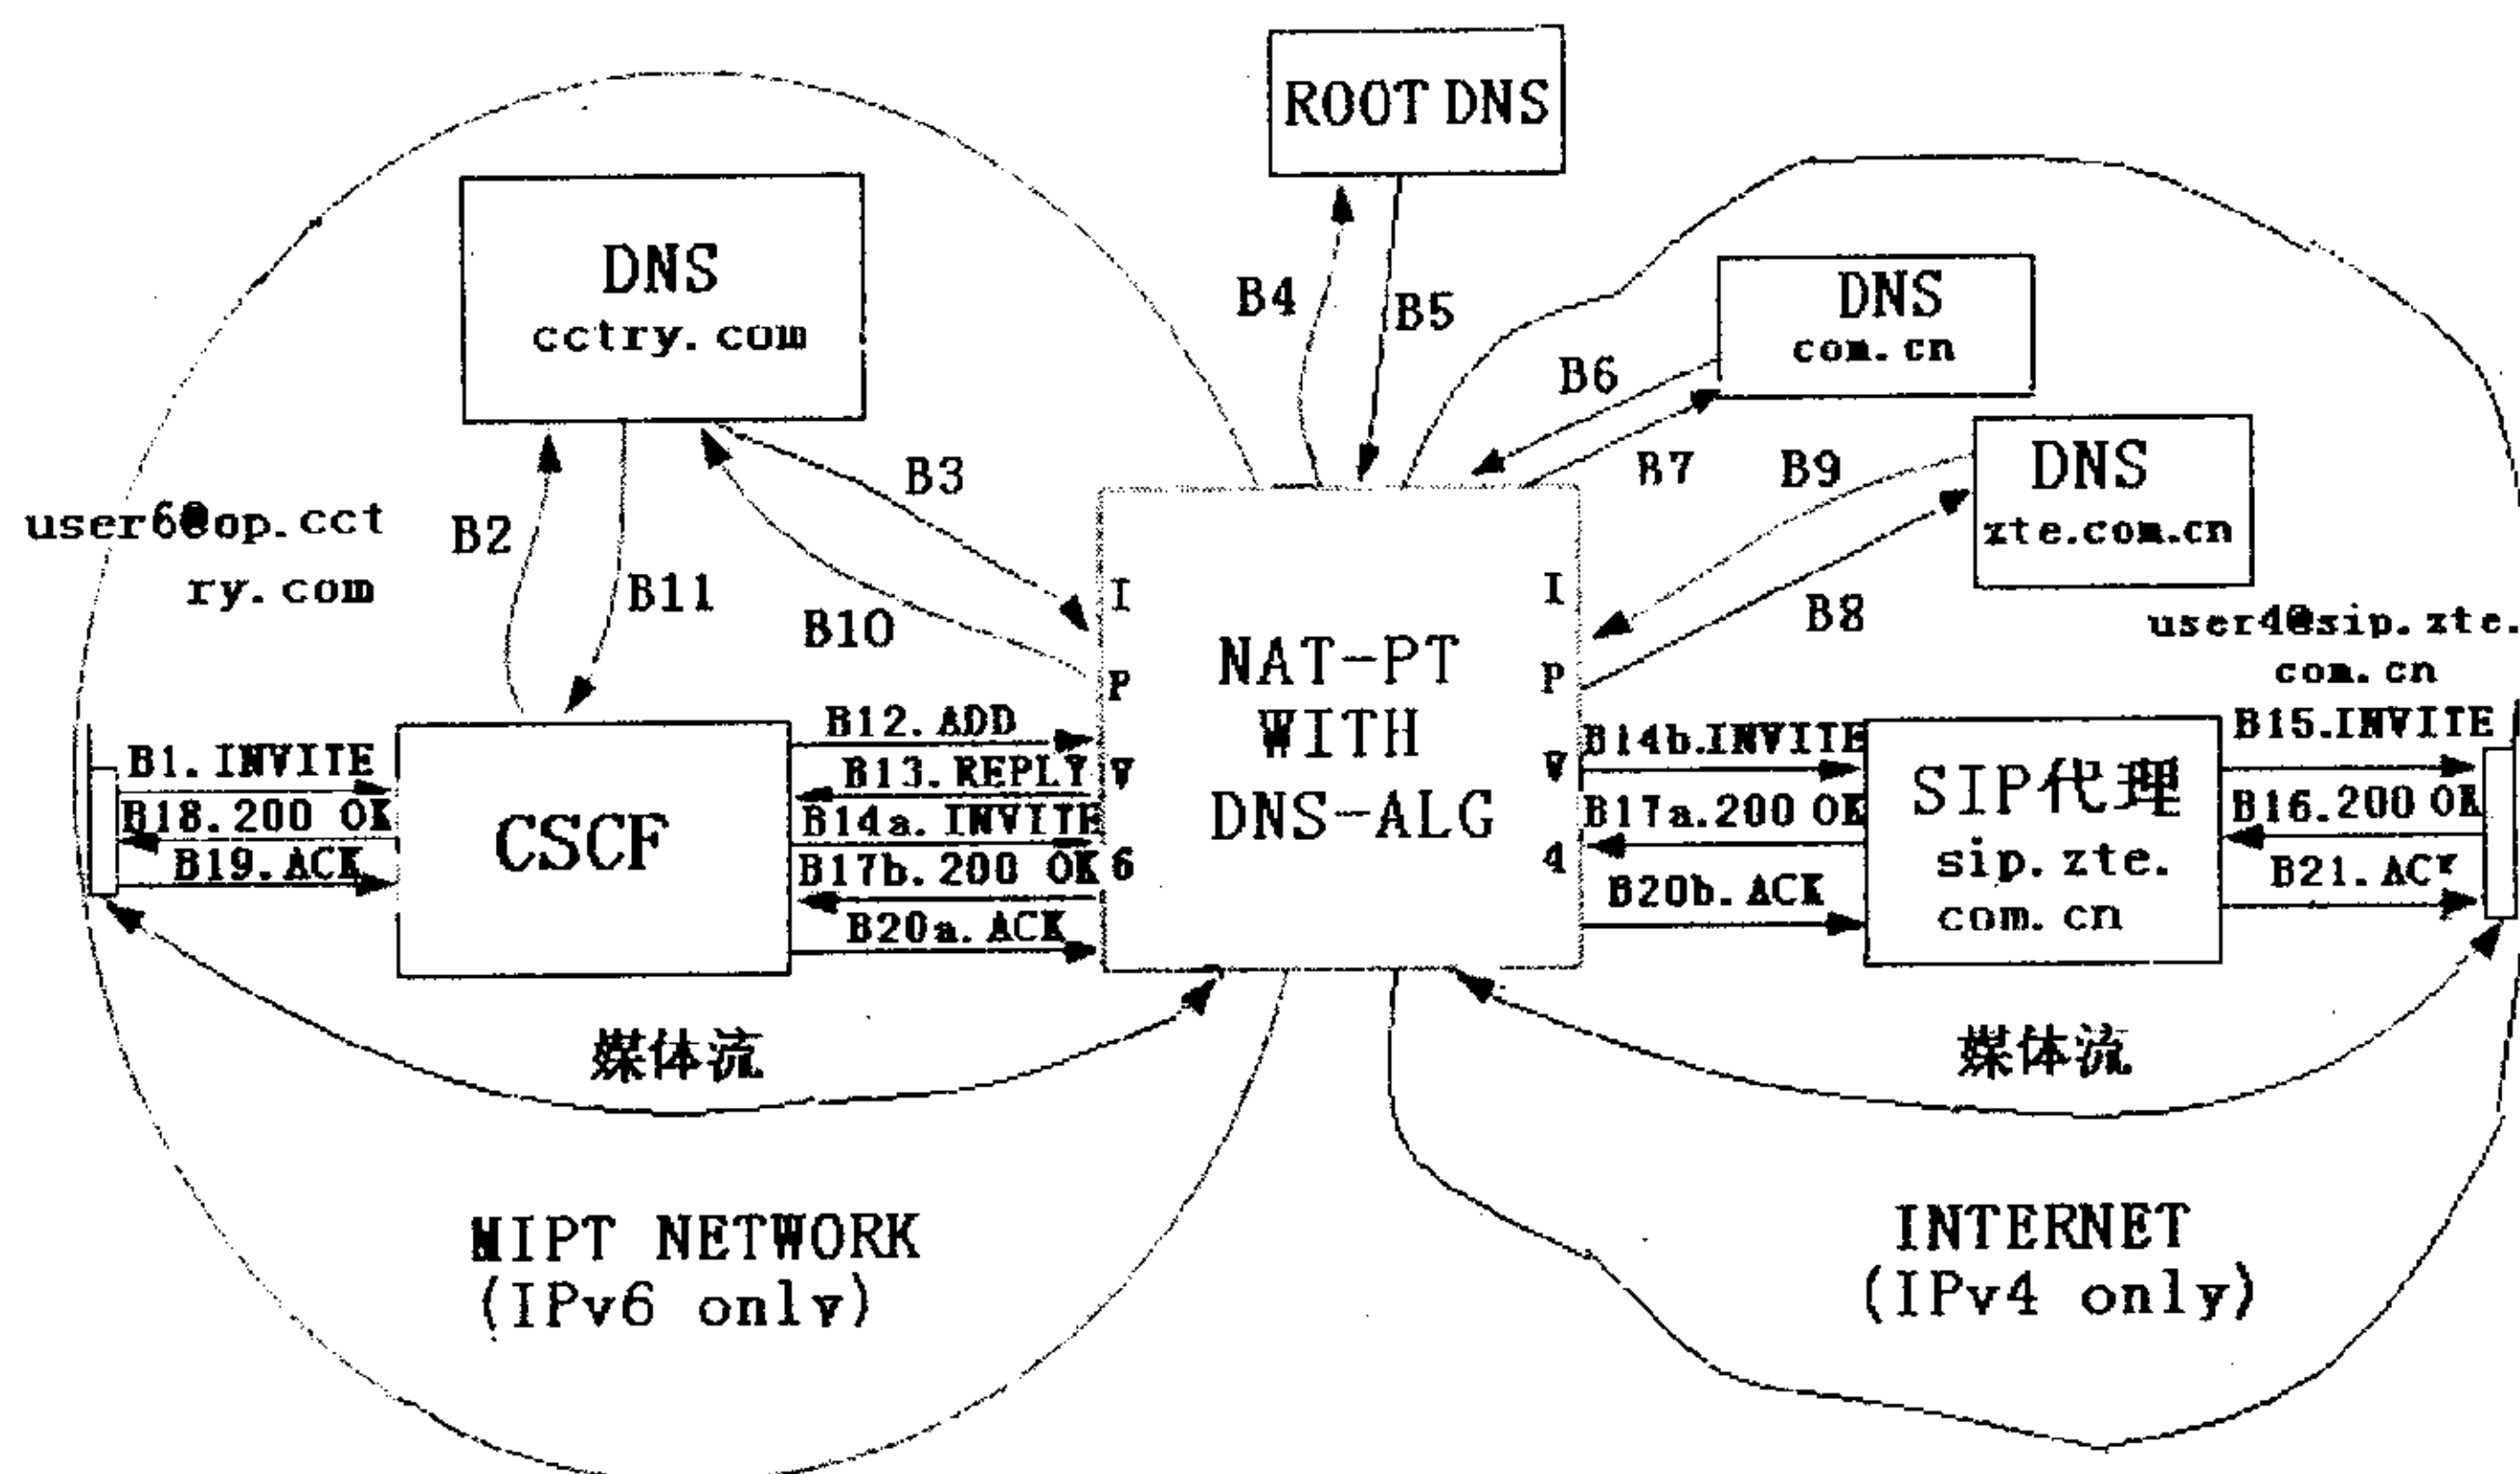 ROOT DNS
DNS
cctry.com
B4
B5
DNS
com.cn
B6
B7
B9
DNS
zte.com.cn
B8
user6@op.cct
ry.com
B2
B11
B3
B10
user4@sip.zte.
com.cn
I
P
V
6
NAT-PT
WITH
DNS-ALG
I
P
V
4
B1.INVITE
B18.200 OK
B19.ACK
CSCF
B12.ADD
B13.REPLY
B14a.INVITE
B17b.200 OK
B20a.ACK
B14b.INVITE
B17a.200 OK
B20b.ACK
SIP代理
sip.zte.
com.cn
B15.INVITE
B16.200 OK
B21.ACK
媒体流
媒体流
MIPT NETWORK
(IPv6 only)
INTERNET
(IPv4 only)